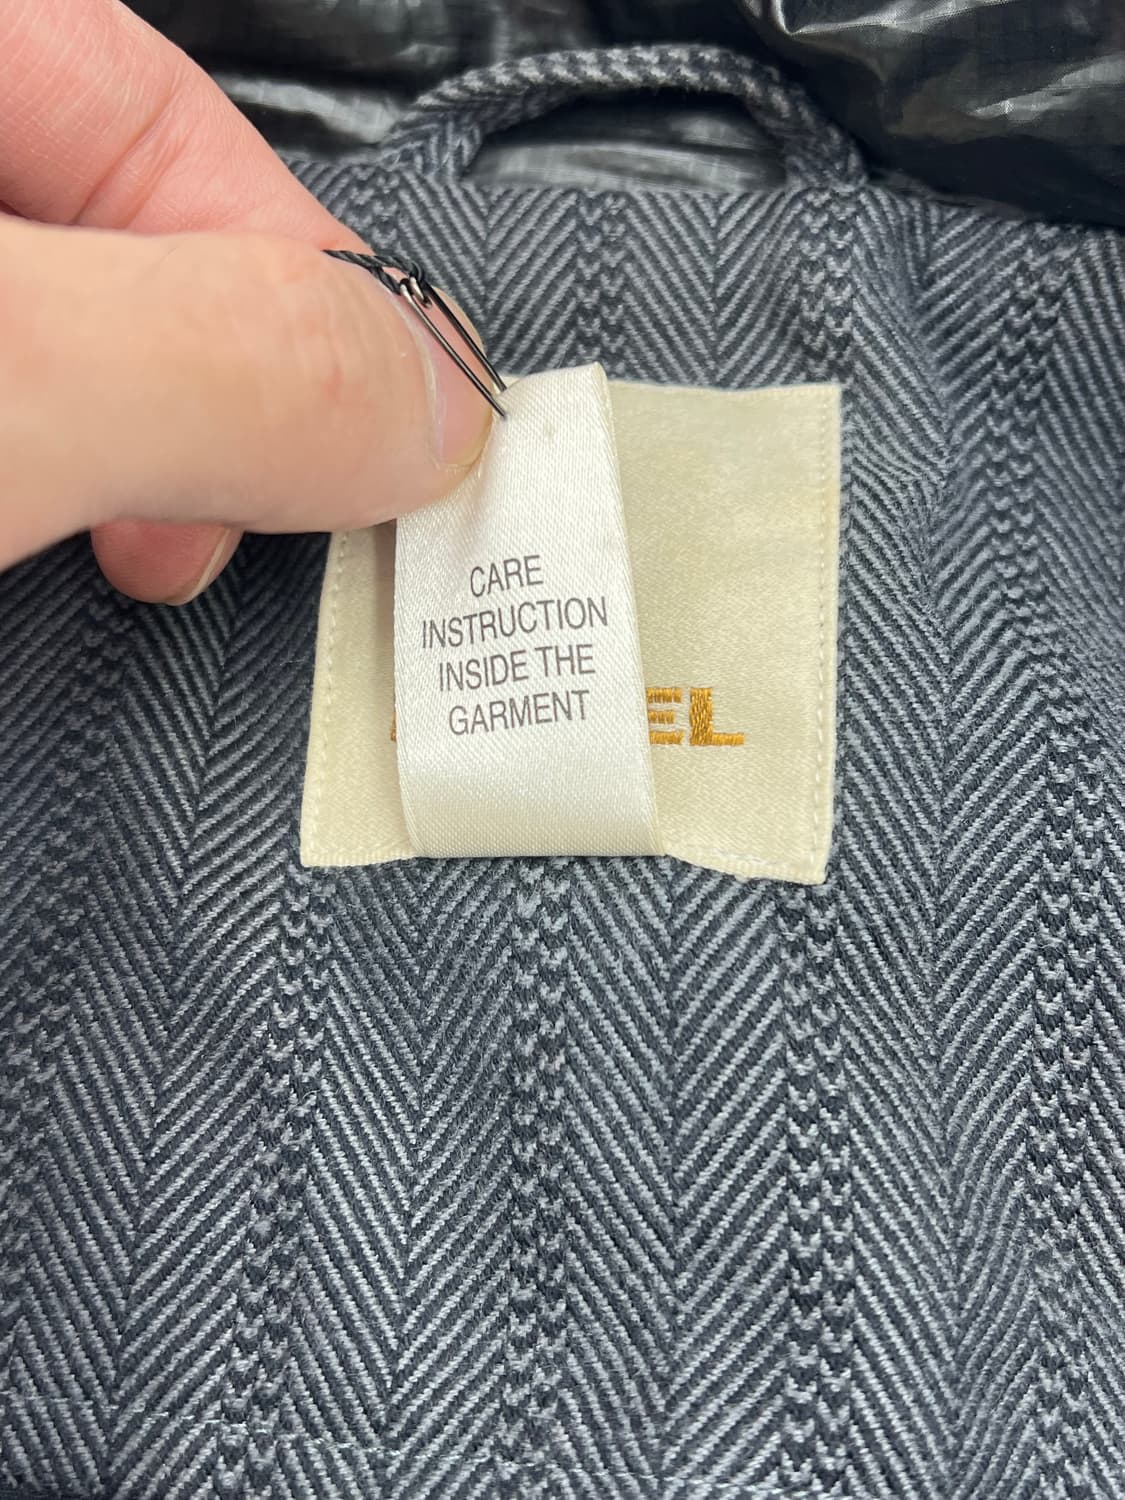 CARE
INSTRUCTION
INSIDE THE
GARMENT
EL